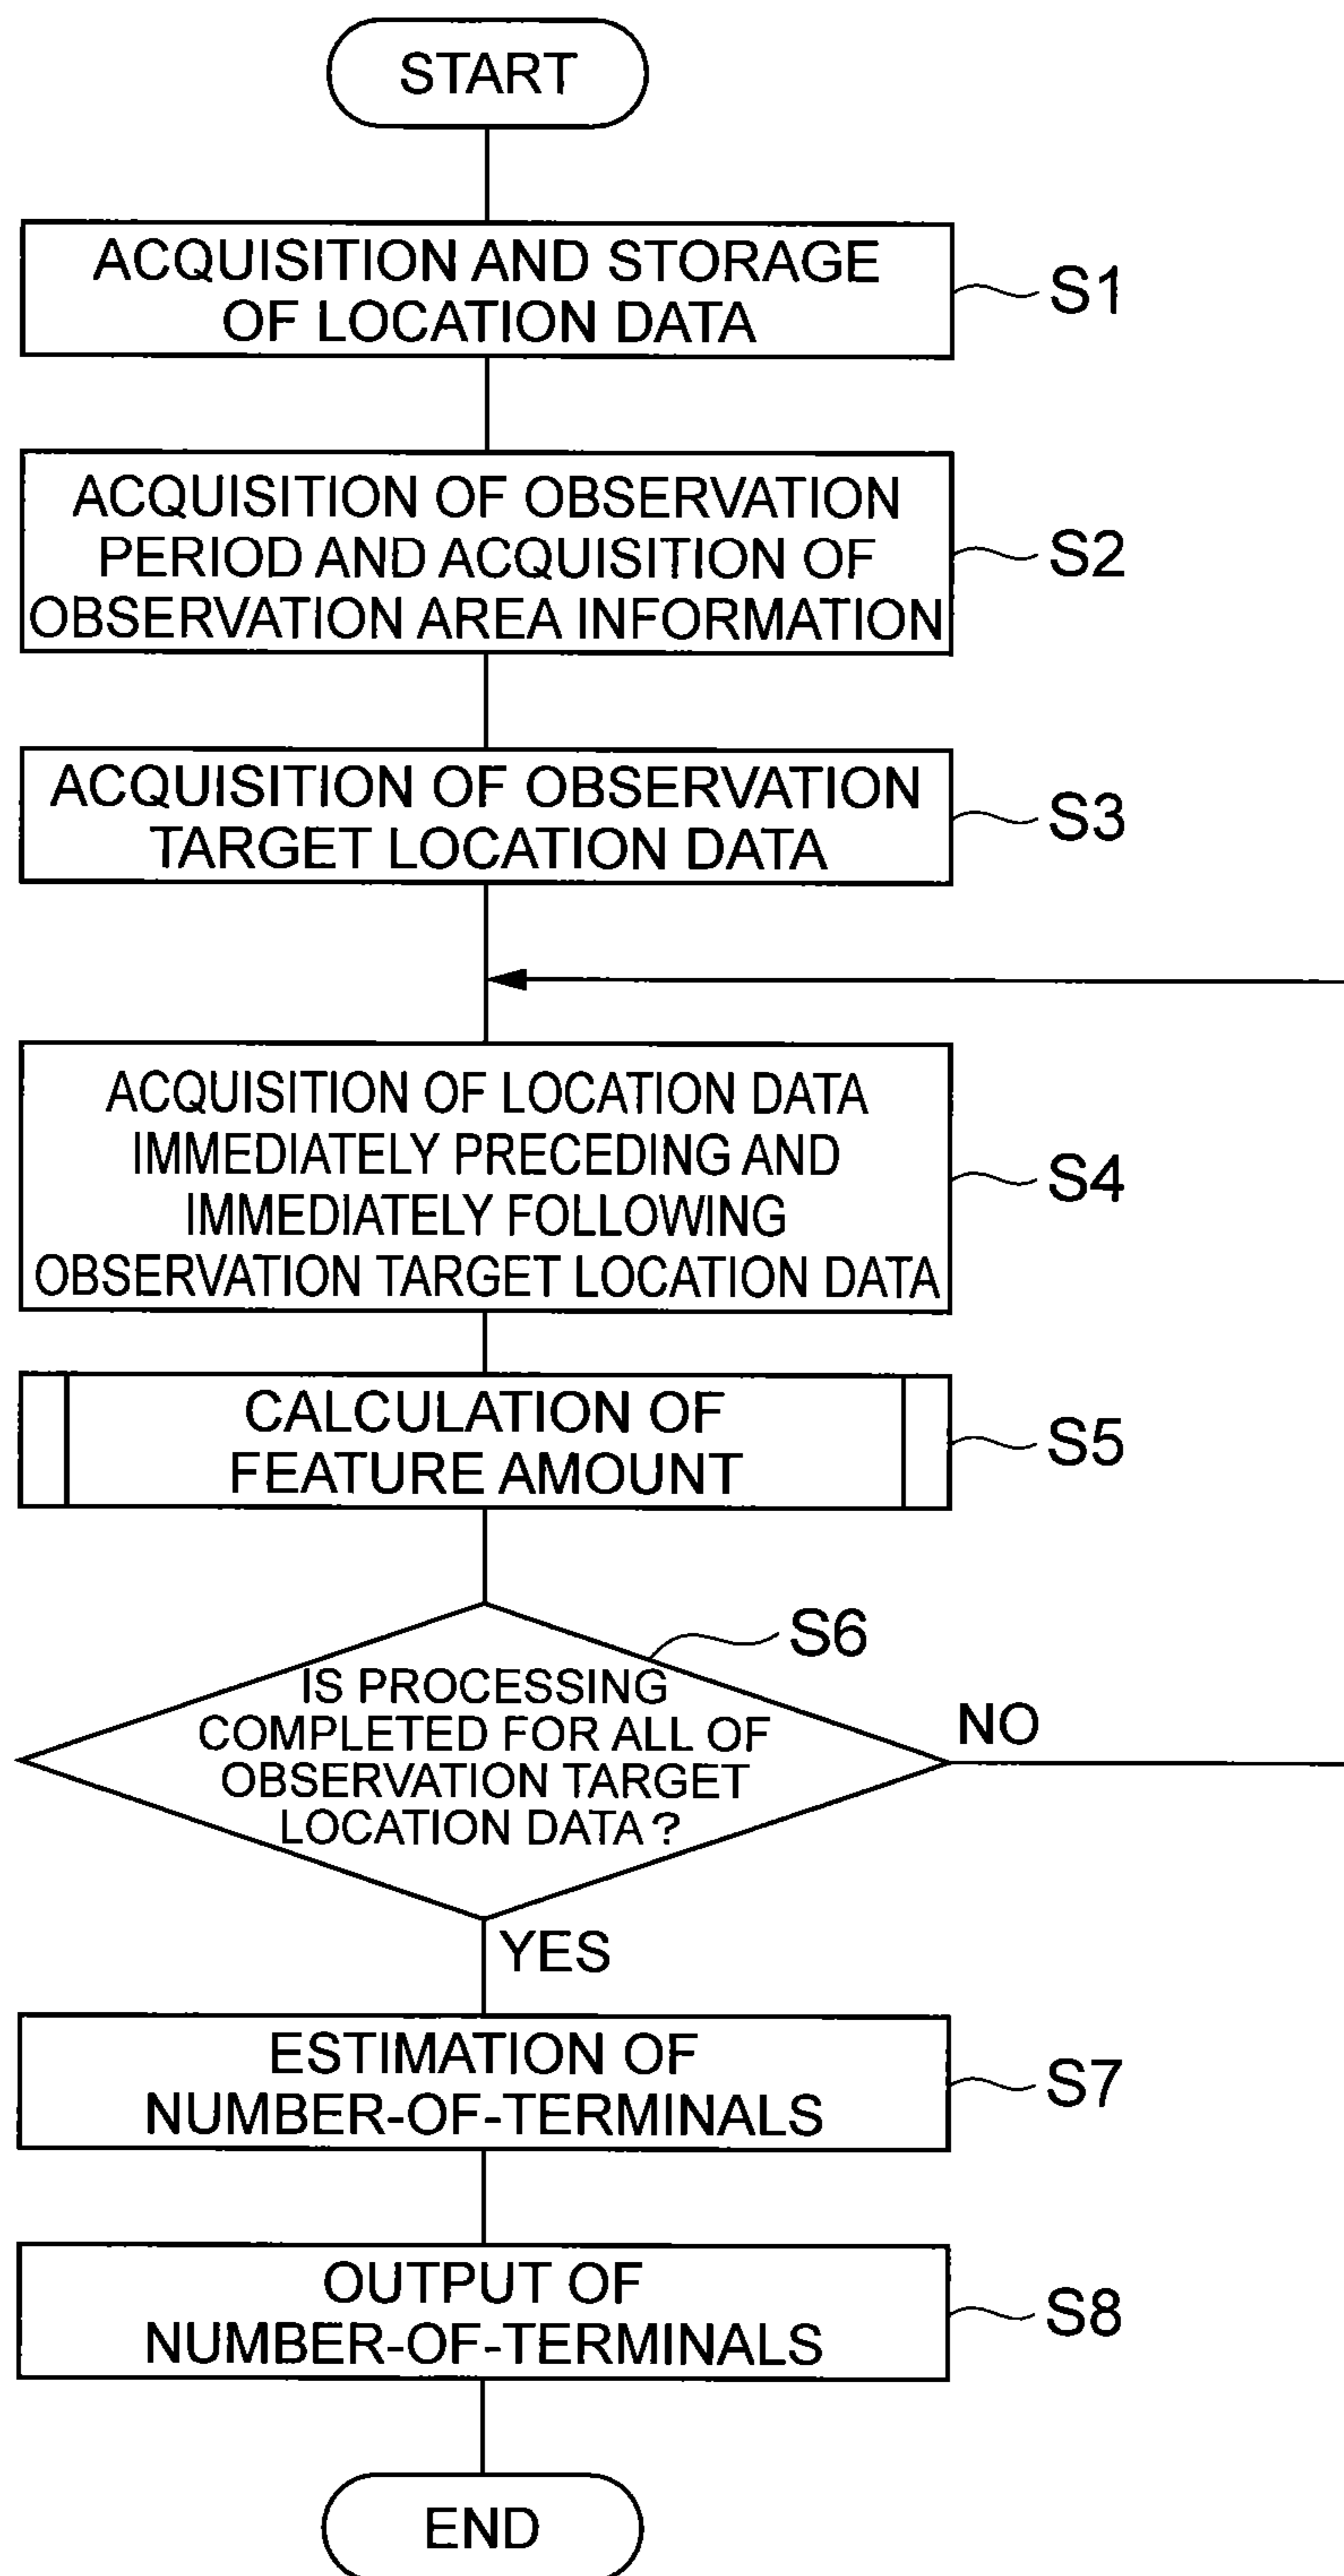 START
ACQUISITION AND STORAGE
OF LOCATION DATA
S1
ACQUISITION OF OBSERVATION
PERIOD AND ACQUISITION OF
OBSERVATION AREA INFORMATION
S2
ACQUISITION OF OBSERVATION
TARGET LOCATION DATA
S3
ACQUISITION OF LOCATION DATA
IMMEDIATELY PRECEDING AND
IMMEDIATELY FOLLOWING
OBSERVATION TARGET LOCATION DATA
S4
CALCULATION OF
FEATURE AMOUNT
S5
S6
IS PROCESSING
COMPLETED FOR ALL OF
OBSERVATION TARGET
LOCATION DATA ?
NO
YES
ESTIMATION OF
NUMBER-OF-TERMINALS
S7
OUTPUT OF
NUMBER-OF-TERMINALS
S8
END